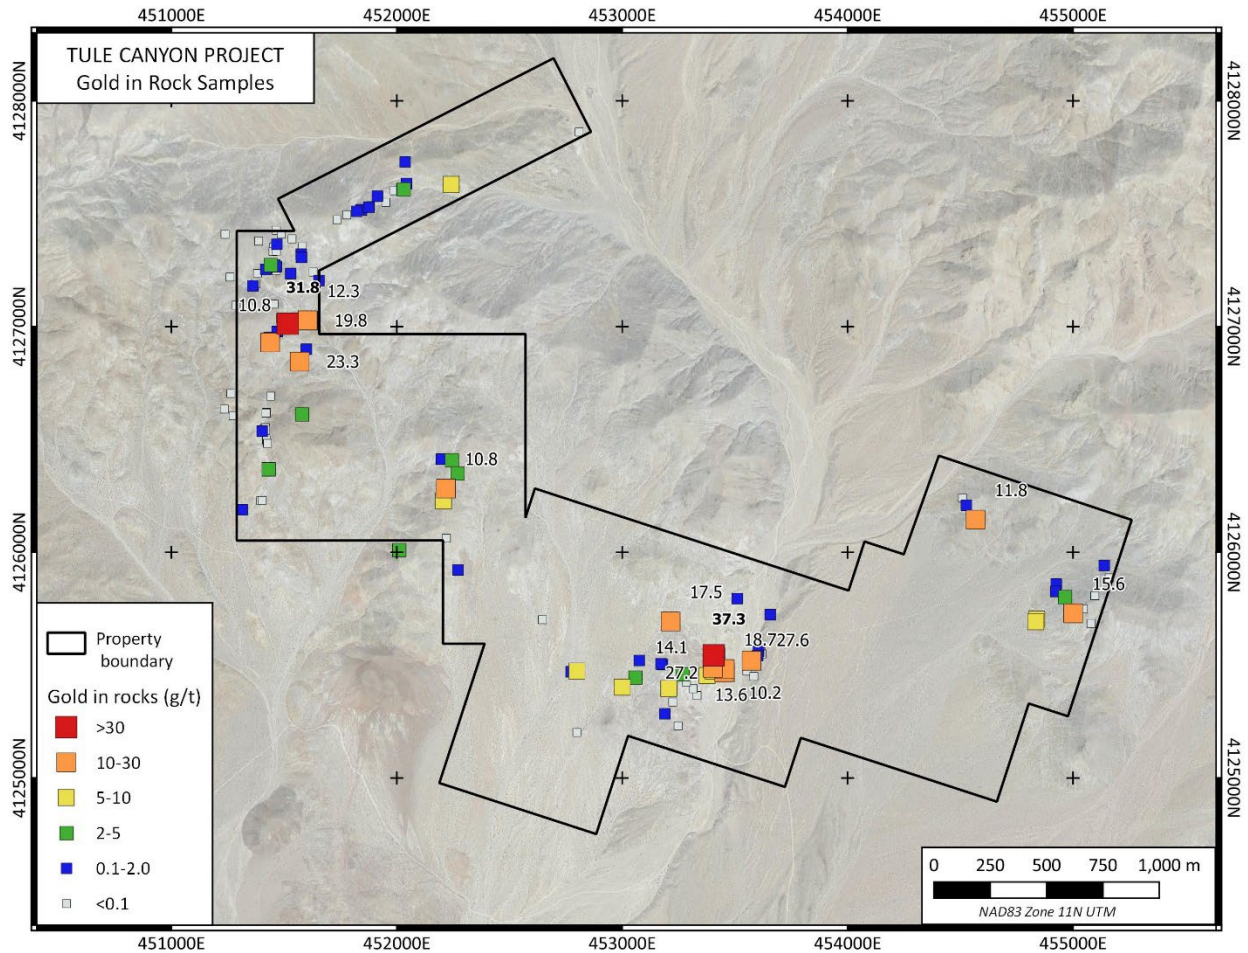 451000E
452000E
453000E
454000E
455000E
TULE CANYON PROJECT
Gold in Rock Samples
4128000N
4128000N
31.8
12.3
10.8
19.8
4127000N
4127000N
23.3
10.8
11.8
4126000N
4126000N
15.6
17.5
37.3
14.1
18.7
27.6
27.2
13.6
10.2
4125000N
4125000N
Property
boundary
Gold in rocks (g/t)
>30
10-30
5-10
2-5
0.1-2.0
<0.1
0 250 500 750 1,000 m
NAD83 Zone 11N UTM
451000E
452000E
453000E
454000E
455000E